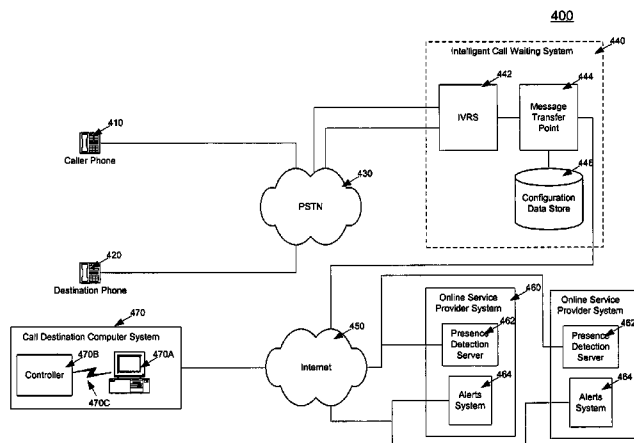 400
Intelligent Call Waiting System
440
442
444
IVRS
Message
Transfer
Point
446
Configuration
Data Store
410
Caller Phone
430
PSTN
420
Destination Phone
470
Call Destination Computer System
470B
470A
Controller
470C
450
Internet
Online Service
Provider System
460
462
Presence
Detection
Server
464
Alerts
System
Online Service
Provider System
462
Presence
Detection
Server
464
Alerts
System